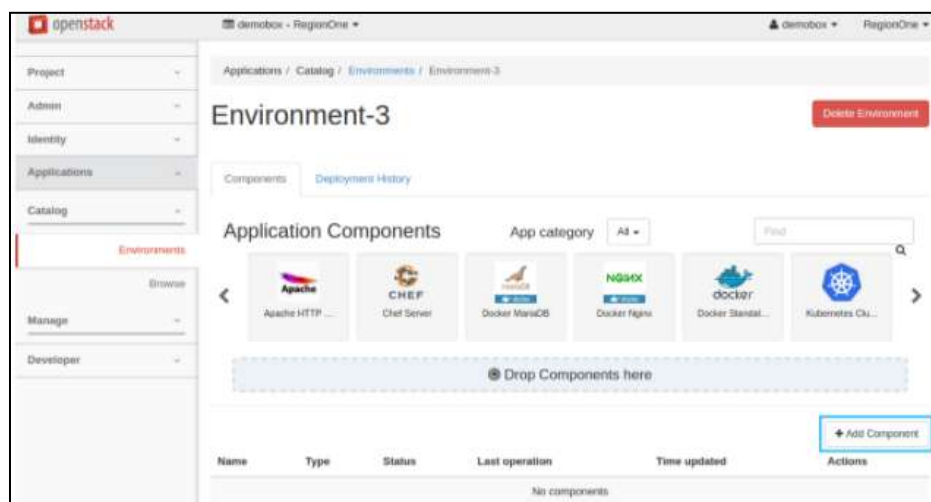 openstack
demobox - RegionOne
demobox
RegionOne
Project
Admin
Identity
Applications
Catalog
Environments
Browse
Manage
Developer
Applications / Catalog / Environments / Environment-3
Environment-3
Delete Environment
Components
Deployment History
Application Components
App category
All
Find
Apache
Apache HTTP ...
CHEF
Chef Server
MariaDB
Docker MariaDB
NGINX
Docker Nginx
docker
Docker Standal...
Kubernetes Clu...
Drop Components here
+ Add Component
Name Type Status Last operation Time updated Actions
No components